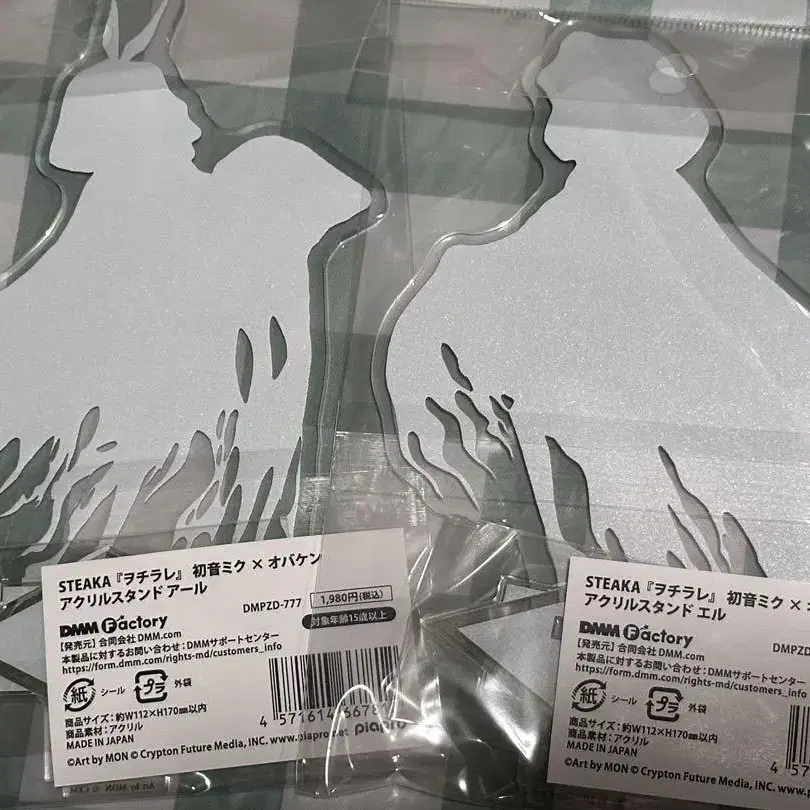 STEAKA『ヲチラレ』 初音ミク × オバケン
アクリルスタンド アール
DMPZD-777
1,980円(税込)
対象年齢15歳以上
DMM Factory
【発売元】合同会社DMM.com
本製品に対するお問い合わせ:DMMサポートセンター
https://form.dmm.com/rights-md/customers_info
紙 シール プラ 外袋
商品サイズ:約W112×H170㎜以内
商品素材:アクリル
MADE IN JAPAN
©Art by MON © Crypton Future Media, INC. www.piapro.net piapro
STEAKA『ヲチラレ』 初音ミク ×
アクリルスタンド エル
DMPZD
DMM Factory
【発売元】合同会社DMM.com
本製品に対するお問い合わせ:DMMサポートセンター
https://form.dmm.com/rights-md/customers_info
紙 シール プラ 外袋
商品サイズ:約W112×H170㎜以内
商品素材:アクリル
MADE IN JAPAN
4 57
©Art by MON © Crypton Future Media, INC. www.